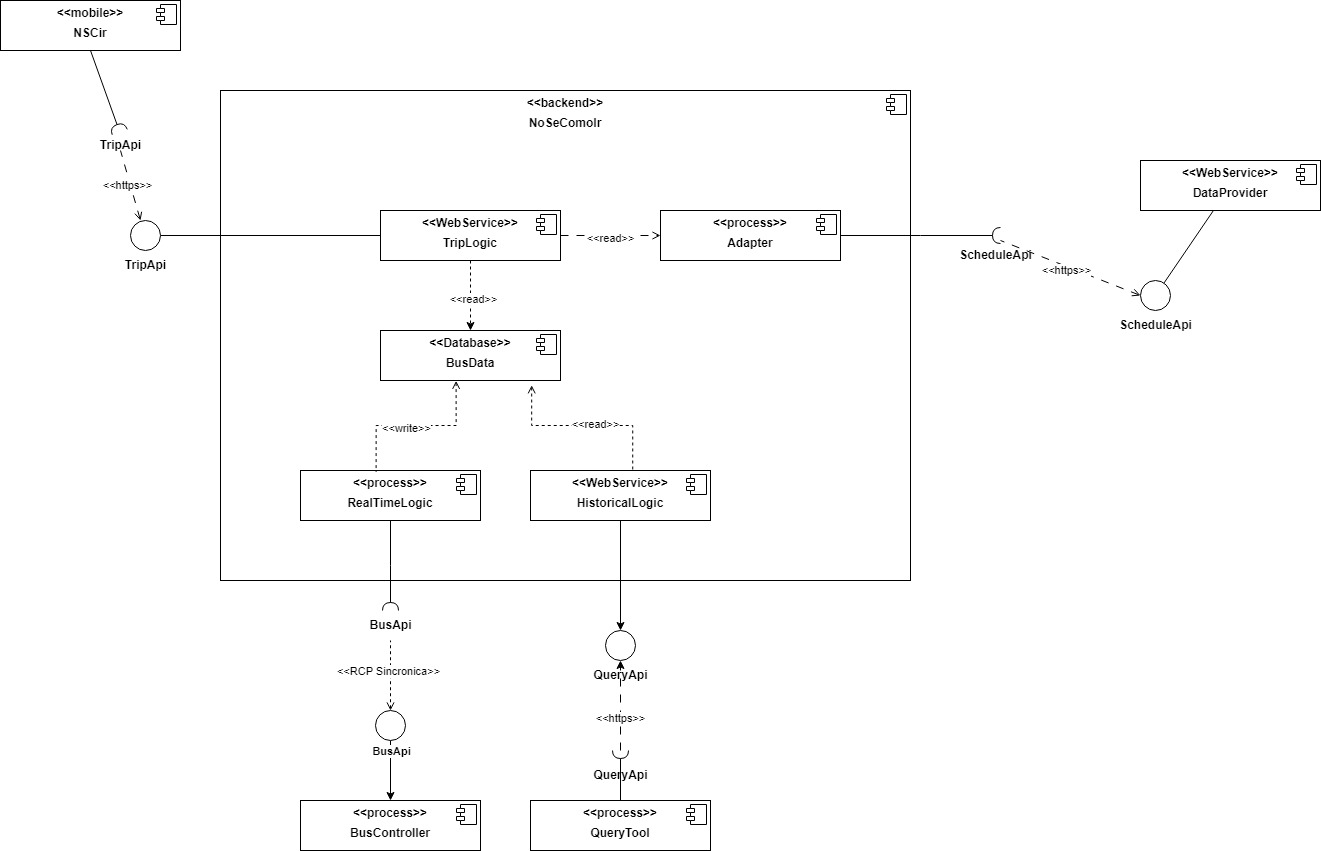 <<mobile>>
NSCir
<<backend>>
NoSeComoIr
TripApi
<<https>>
TripApi
<<WebService>>
TripLogic
<<read>>
<<process>>
Adapter
<<WebService>>
DataProvider
ScheduleApi
<<https>>
ScheduleApi
<<read>>
<<Database>>
BusData
<<write>>
<<read>>
<<process>>
RealTimeLogic
<<WebService>>
HistoricalLogic
BusApi
<<RCP Sincronica>>
BusApi
QueryApi
<<https>>
QueryApi
<<process>>
BusController
<<process>>
QueryTool